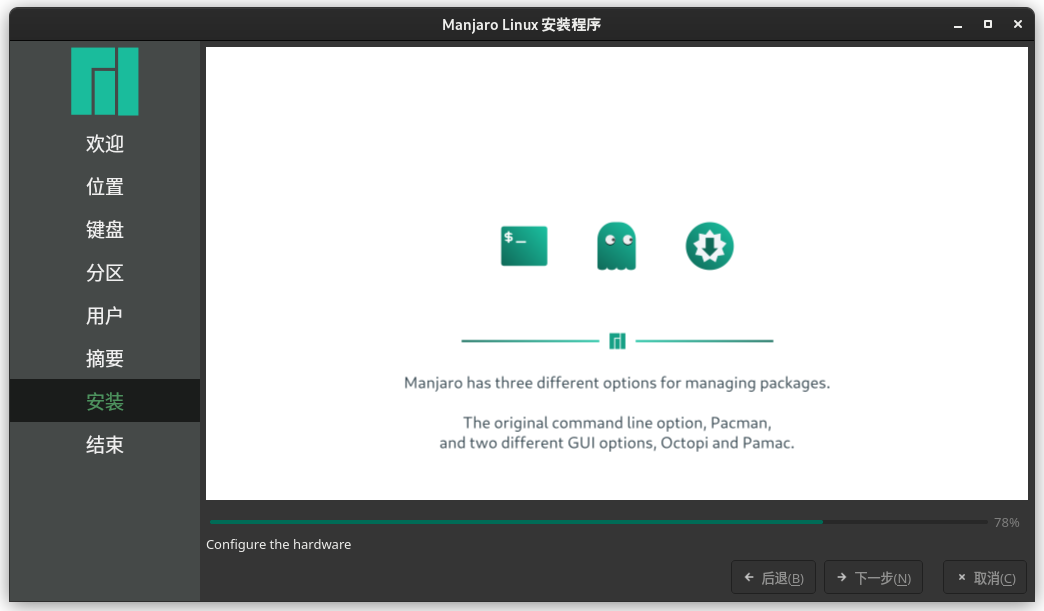 Manjaro Linux 安装程序
欢迎
位置
键盘
分区
用户
摘要
安装
结束
$_
Manjaro has three different options for managing packages.
The original command line option, Pacman,
and two different GUI options, Octopi and Pamac.
78%
Configure the hardware
后退(B)
下一步(N)
取消(C)